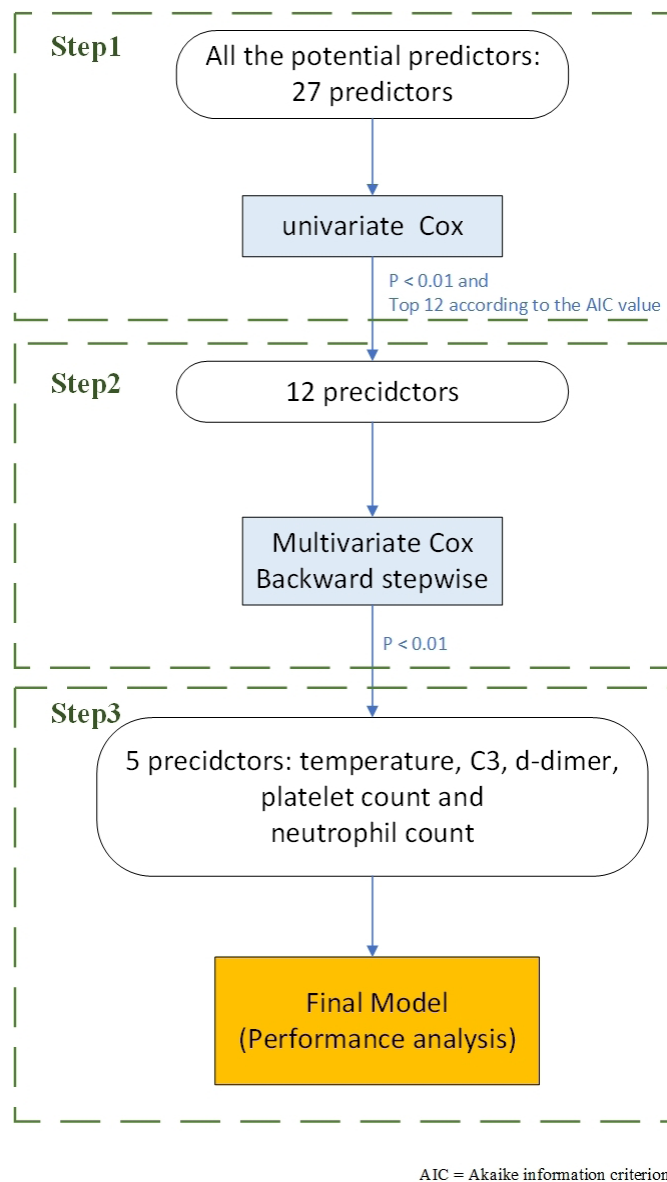 Step1
All the potential predictors:
27 predictors
univariate Cox
P < 0.01 and
Top 12 according to the AIC value
Step2
12 precidctors
Multivariate Cox
Backward stepwise
P < 0.01
Step3
5 precidctors: temperature, C3, d-dimer,
platelet count and
neutrophil count
Final Model
(Performance analysis)
AIC = Akaike information criterion